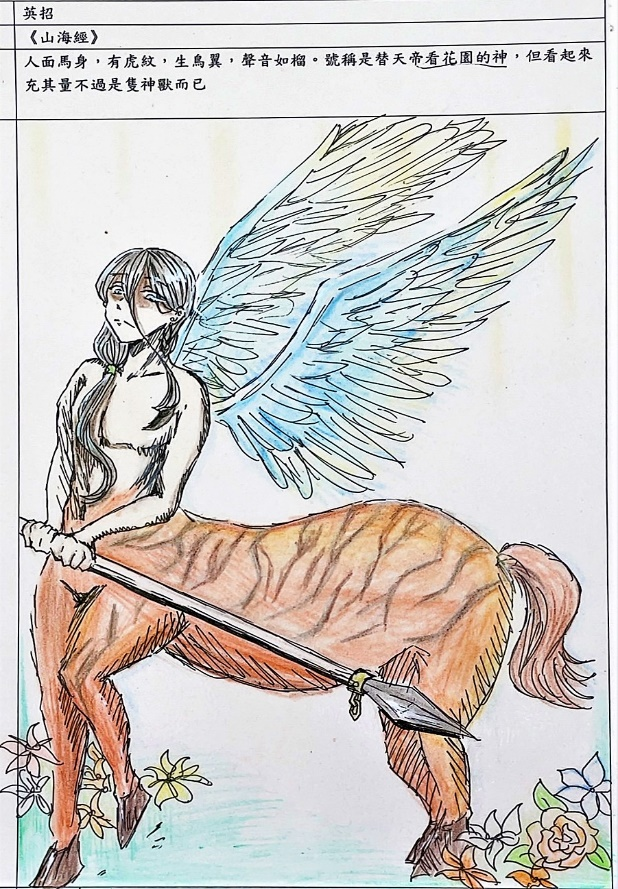 英招
《山海經》
人面馬身，有虎紋，生鳥翼，聲音如榴。號稱是替天帝看花園的神，但看起來
充其量不過是隻神獸而已